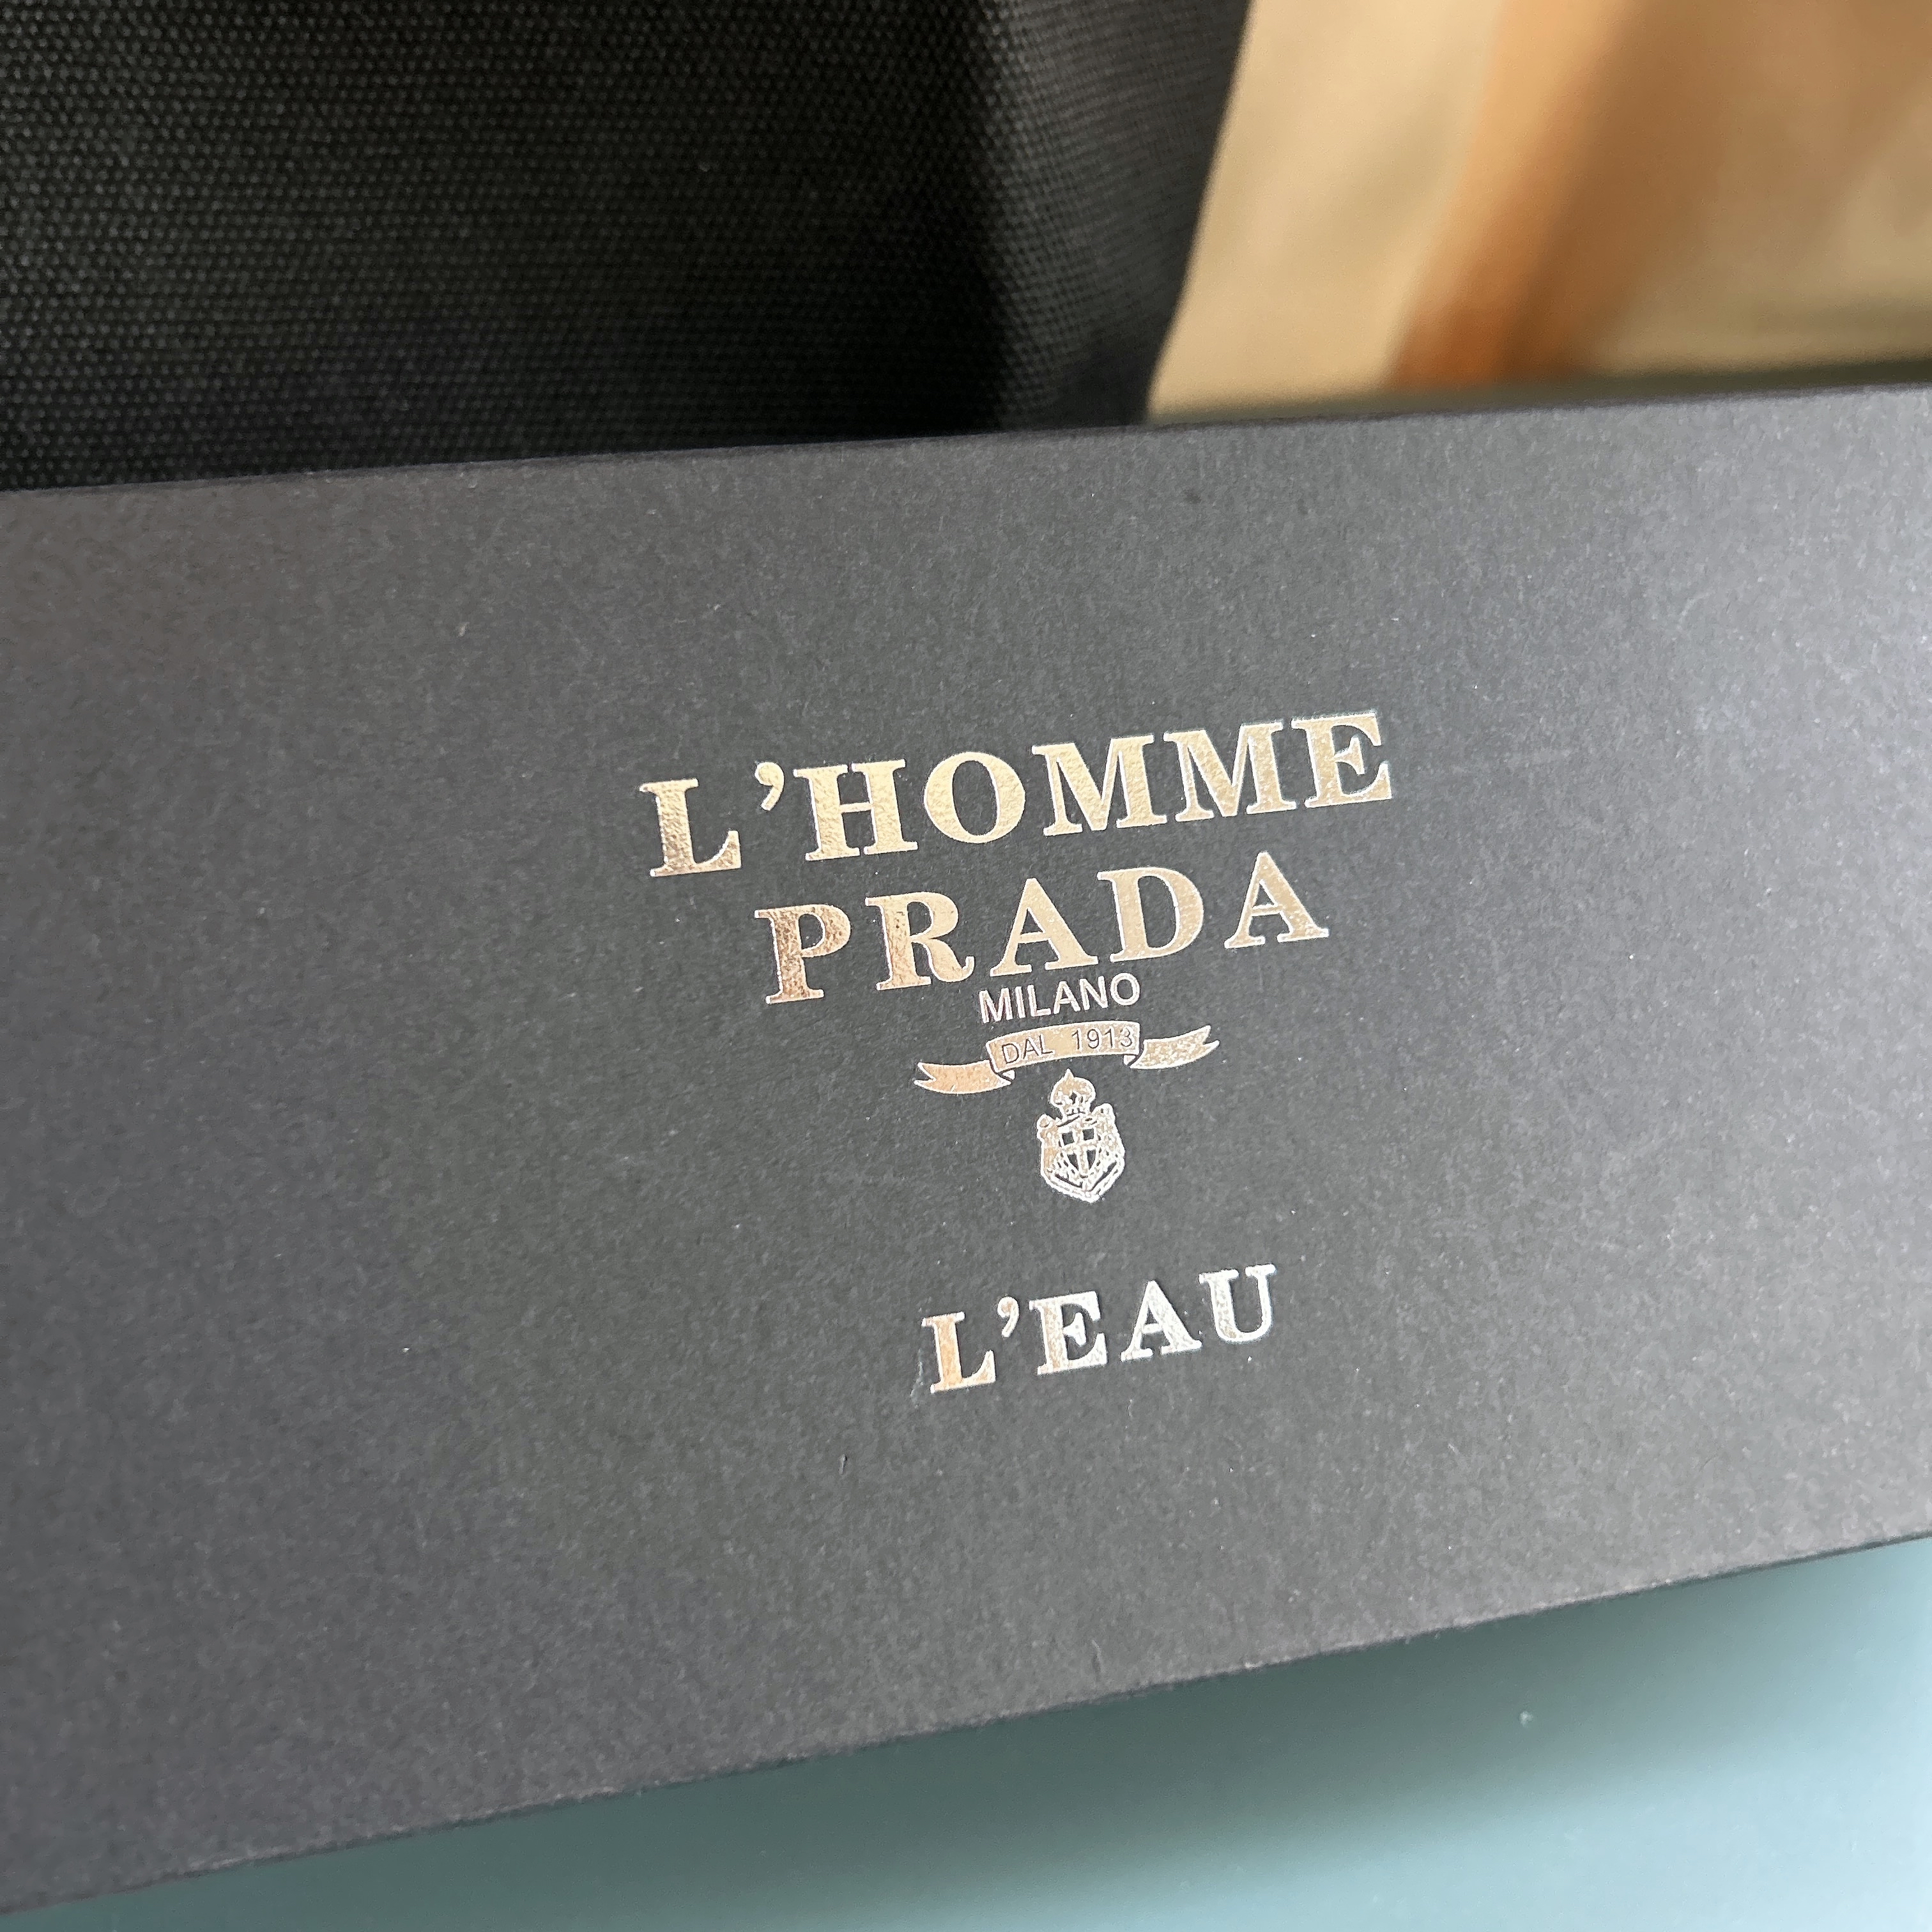 L'HOMME
PRADA
MILANO
DAL 1913
L'EAU